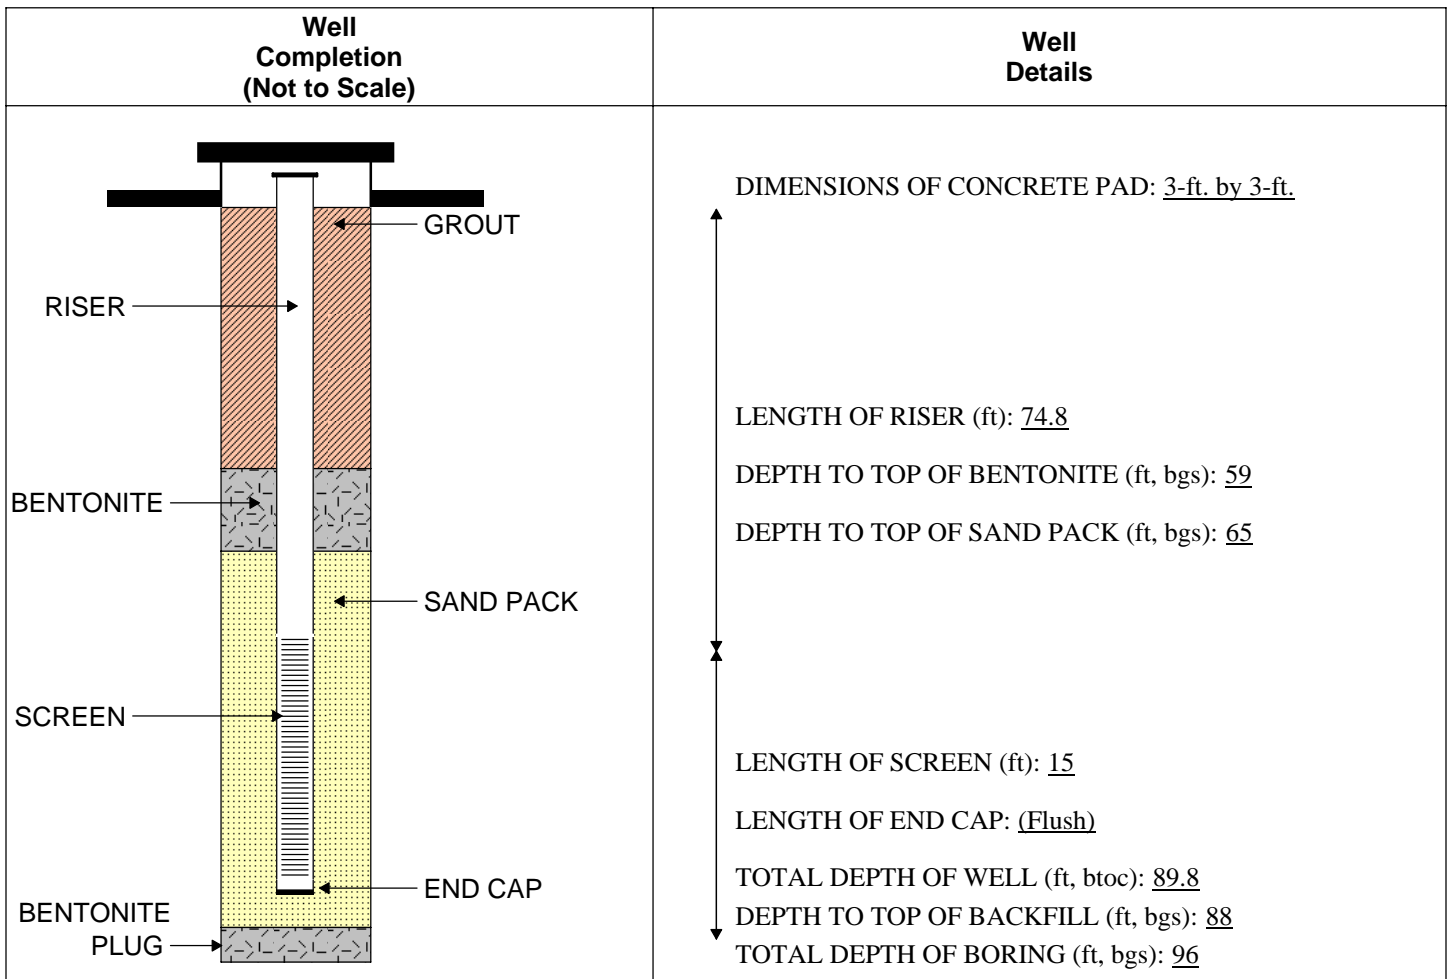 Well
Completion
(Not to Scale)
Well
Details
GROUT
RISER
BENTONITE
SAND PACK
SCREEN
END CAP
BENTONITE
PLUG
DIMENSIONS OF CONCRETE PAD: 3-ft. by 3-ft.
LENGTH OF RISER (ft): 74.8
DEPTH TO TOP OF BENTONITE (ft, bgs): 59
DEPTH TO TOP OF SAND PACK (ft, bgs): 65
LENGTH OF SCREEN (ft): 15
LENGTH OF END CAP: (Flush)
TOTAL DEPTH OF WELL (ft, btoc): 89.8
DEPTH TO TOP OF BACKFILL (ft, bgs): 88
TOTAL DEPTH OF BORING (ft, bgs): 96